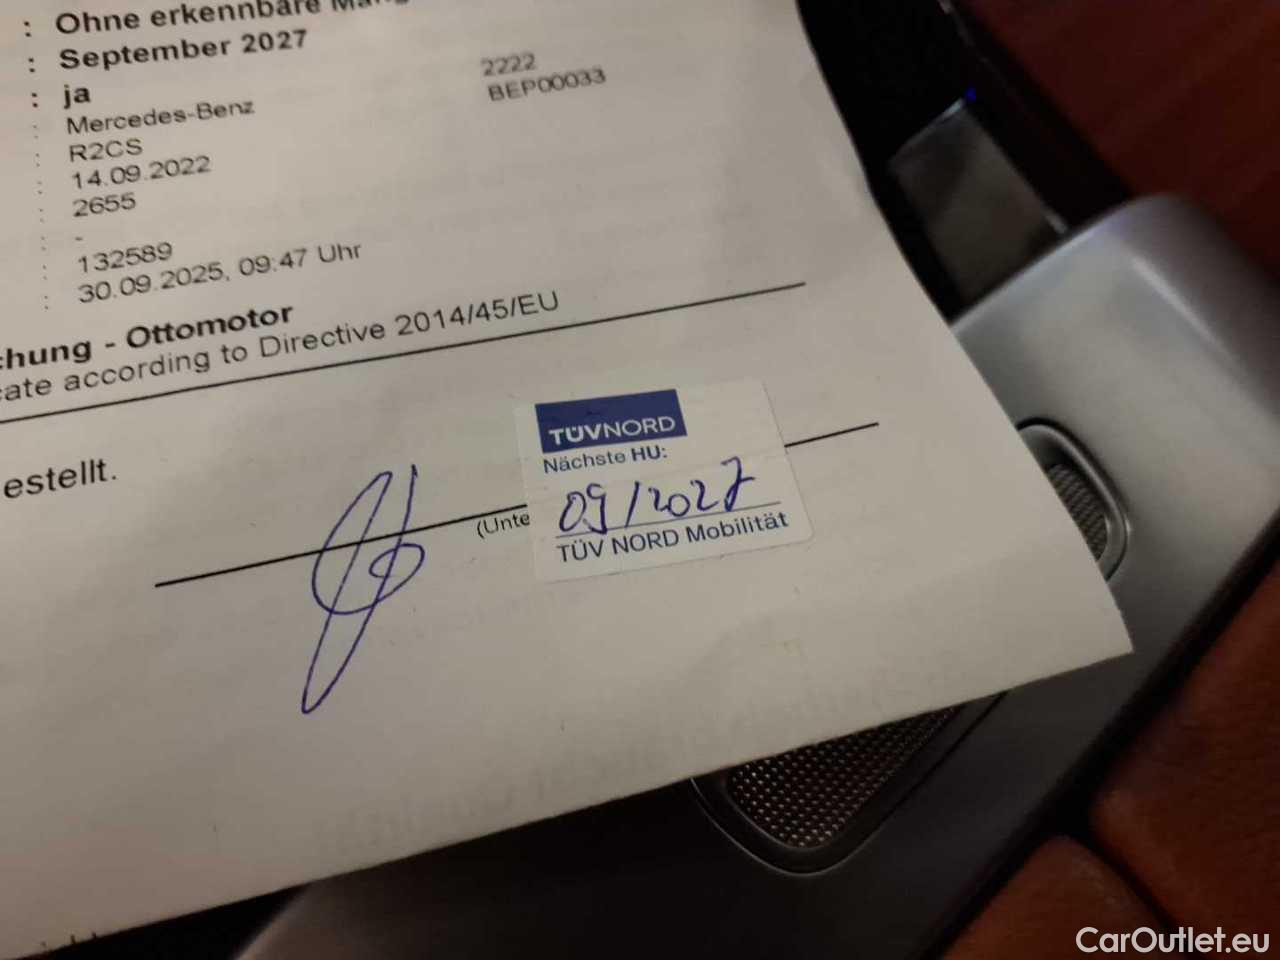 : Ohne erkennbare
: September 2027
: ja
: Mercedes-Benz 2222
: R2CS BEP00033
: 14.09.2022
: 2655
: -
: 132589
: 30.09.2025, 09:47 Uhr
chung - Ottomotor
cate according to Directive 2014/45/EU
estellt.
(Unte
TÜVNORD
Nächste HU:
09/2027
TÜV NORD Mobilität
CarOutlet.eu